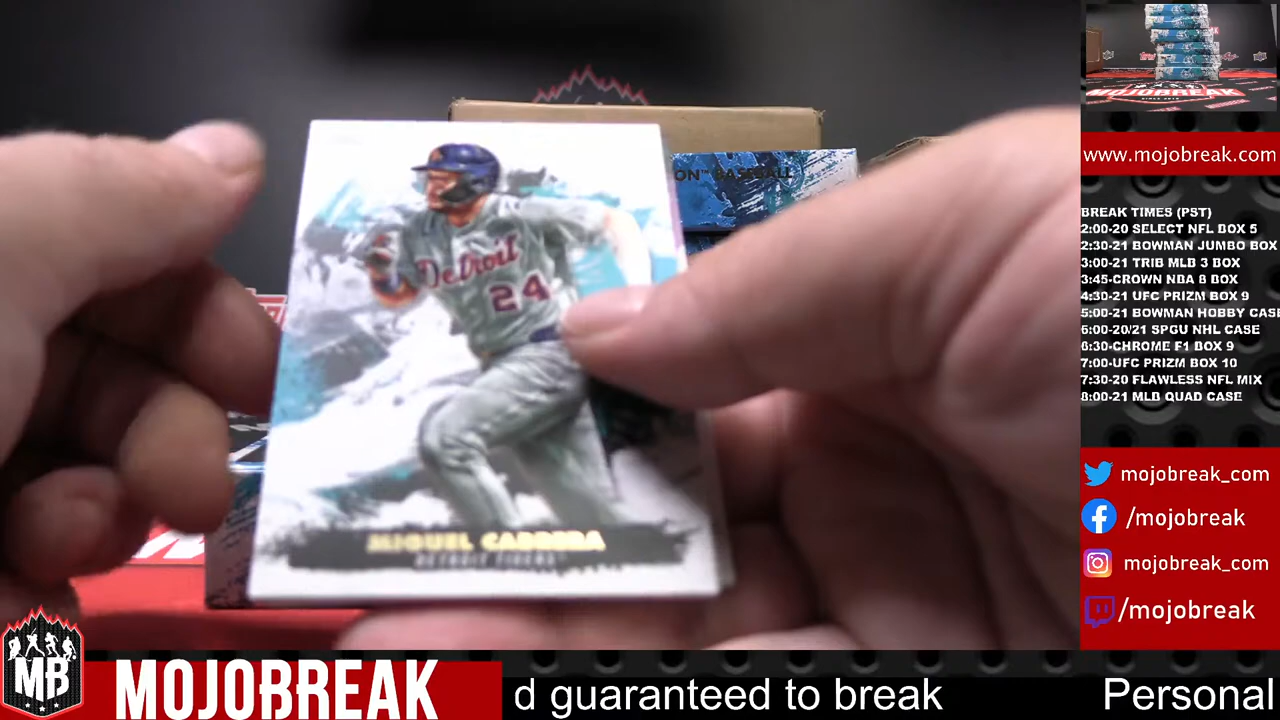 ON™ BASEBALL
Detroit
24
MIGUEL CABRERA
DETROIT TIGERS
MOJOBREAK
www.mojobreak.com
BREAK TIMES (PST)
2:00-20 SELECT NFL BOX 5
2:30-21 BOWMAN JUMBO BOX
3:00-21 TRIB MLB 3 BOX
3:45-CROWN NBA 8 BOX
4:30-21 UFC PRIZM BOX 9
5:00-21 BOWMAN HOBBY CASE
6:00-20/21 SPGU NHL CASE
6:30-CHROME F1 BOX 9
7:00-UFC PRIZM BOX 10
7:30-20 FLAWLESS NFL MIX
8:00-21 MLB QUAD CASE
mojobreak_com
/mojobreak
mojobreak_com
/mojobreak
MB
MOJOBREAK
d guaranteed to break Personal